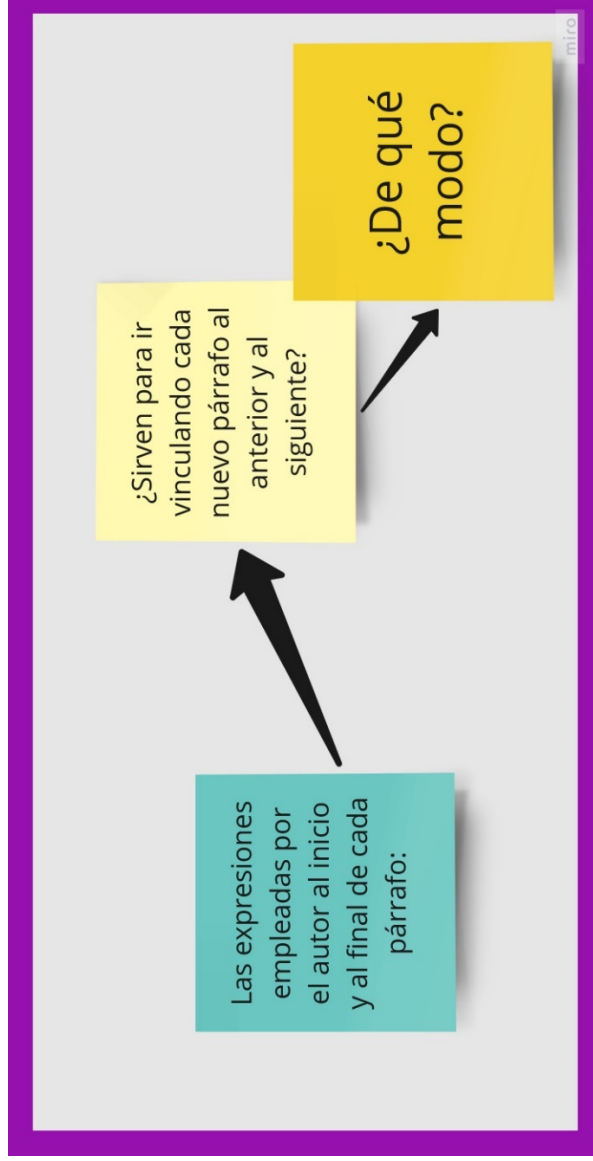 Las expresiones
empleadas por
el autor al inicio
y al final de cada
párrafo:
¿Sirven para ir
vinculando cada
nuevo párrafo al
anterior y al
siguiente?
¿De qué
modo?
miro